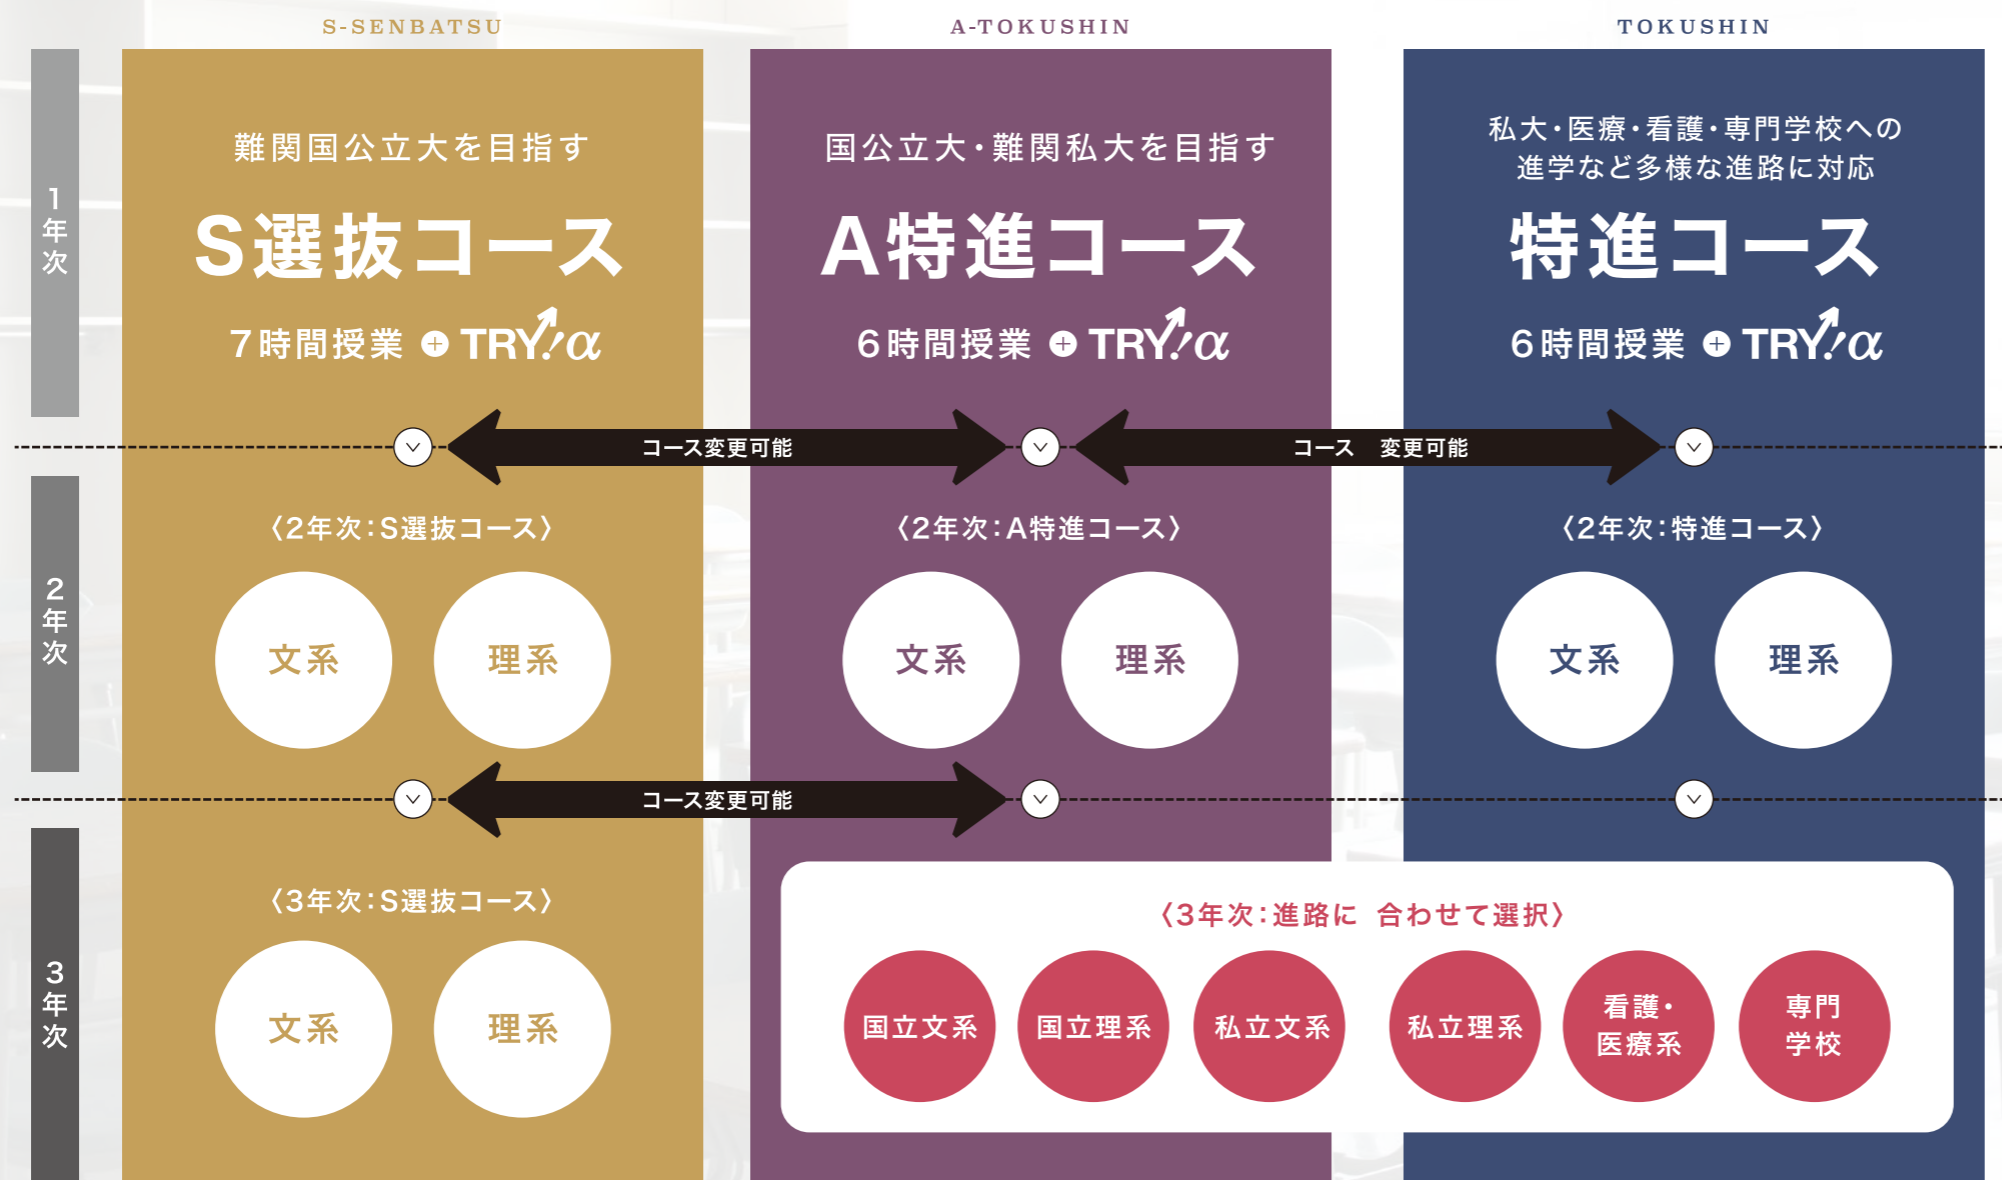 S-SENBATSU
A-TOKUSHIN
TOKUSHIN
1年次
難関国公立大を目指す
S選抜コース
7時間授業 + TRY!α
国公立大・難関私大を目指す
A特進コース
6時間授業 + TRY!α
私大・医療・看護・専門学校への
進学など多様な進路に対応
特進コース
6時間授業 + TRY!α
コース変更可能
コース 変更可能
2年次
〈2年次:S選抜コース〉
文系
理系
〈2年次:A特進コース〉
文系
理系
〈2年次:特進コース〉
文系
理系
コース変更可能
3年次
〈3年次:S選抜コース〉
文系
理系
〈3年次:進路に 合わせて選択〉
国立文系
国立理系
私立文系
私立理系
看護・
医療系
専門
学校